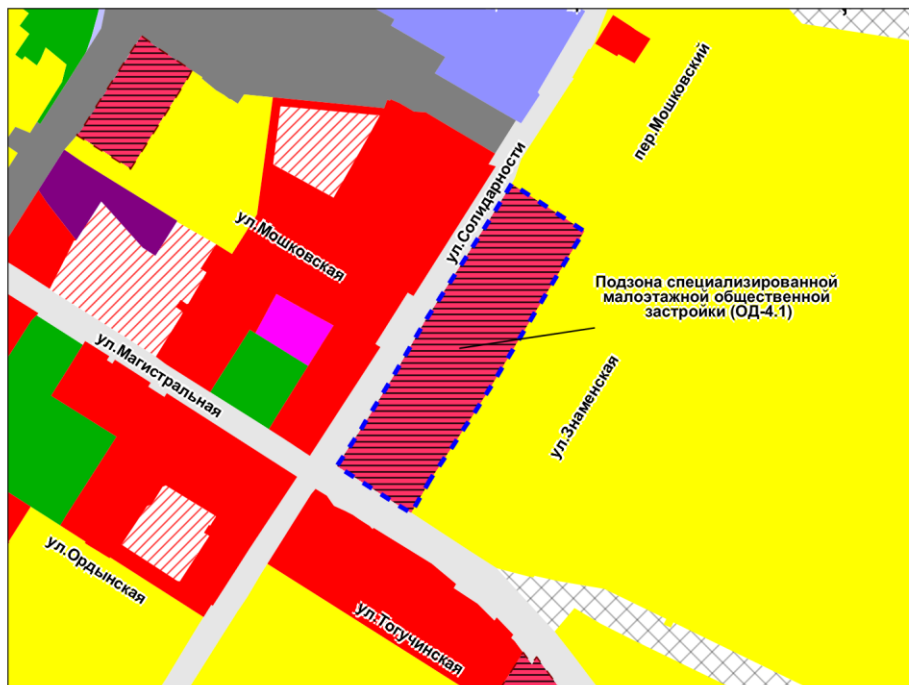 пер.Мошковский
ул.Солидарности
ул.Мошковская
Подзона специализированной
малоэтажной общественной
застройки (ОД-4.1)
ул.Магистральная
ул.Знаменская
ул.Ордынская
ул.Тогучинская